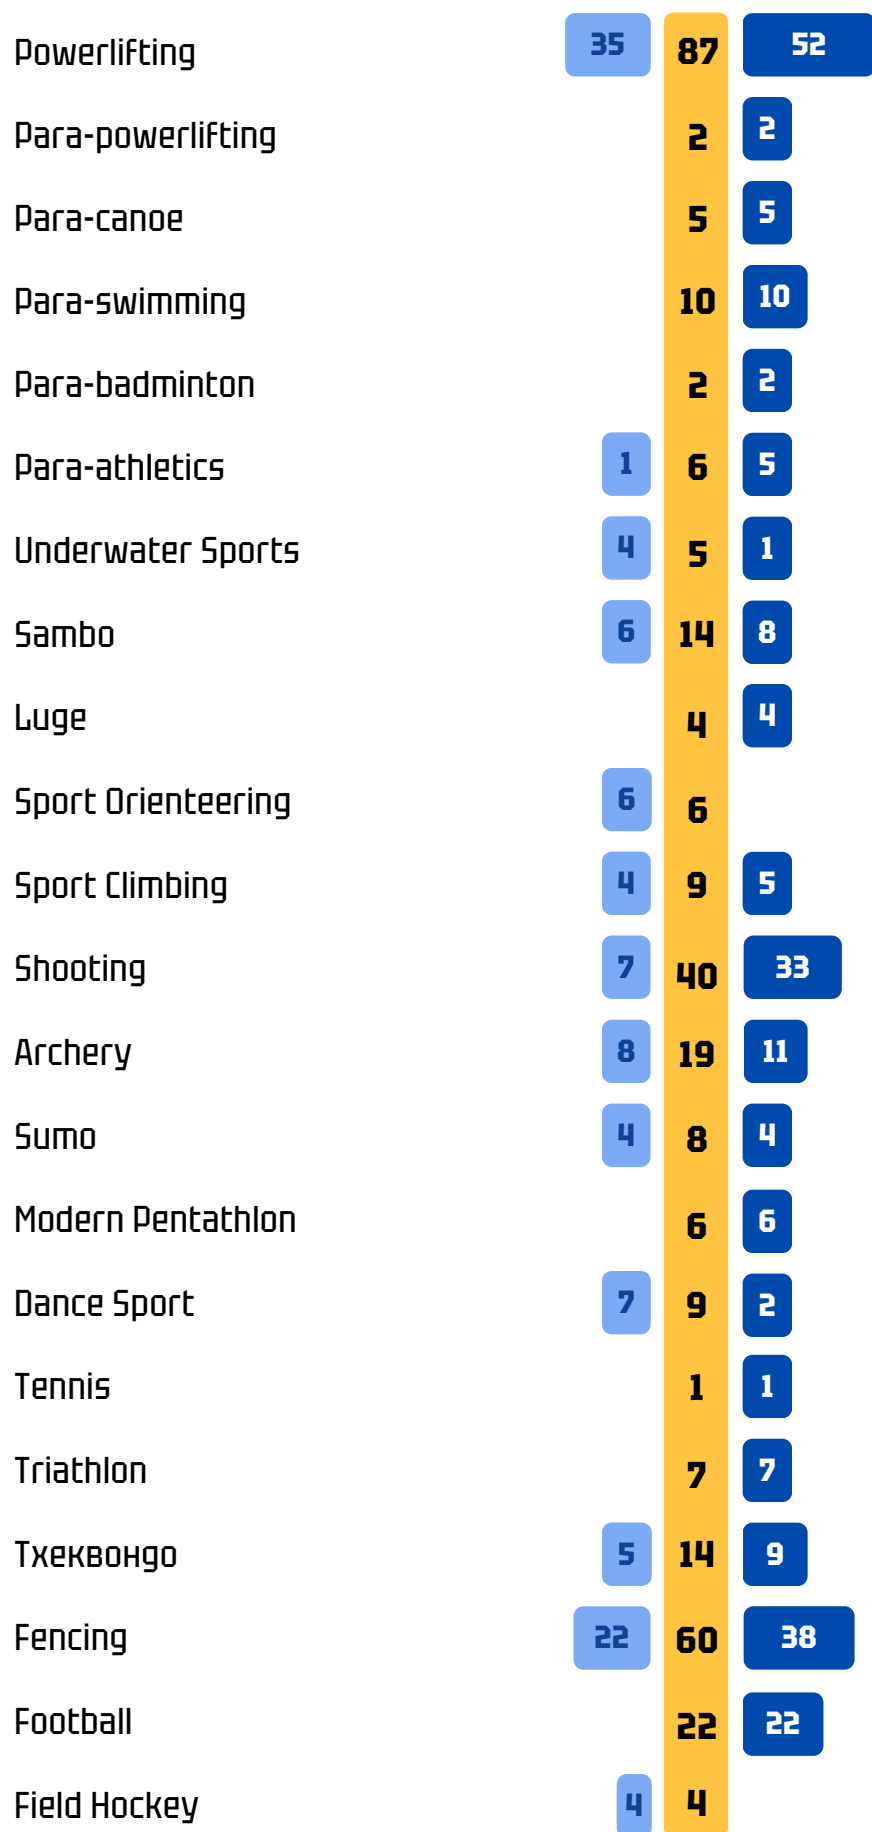 Powerlifting 35 87 52
Para-powerlifting 2 2
Para-canoe 5 5
Para-swimming 10 10
Para-badminton 2 2
Para-athletics 1 6 5
Underwater Sports 4 5 1
Sambo 6 14 8
Luge 4 4
Sport Orienteering 6 6
Sport Climbing 4 9 5
Shooting 7 40 33
Archery 8 19 11
Sumo 4 8 4
Modern Pentathlon 6 6
Dance Sport 7 9 2
Tennis 1 1
Triathlon 7 7
Тхеквондо 5 14 9
Fencing 22 60 38
Football 22 22
Field Hockey 4 4